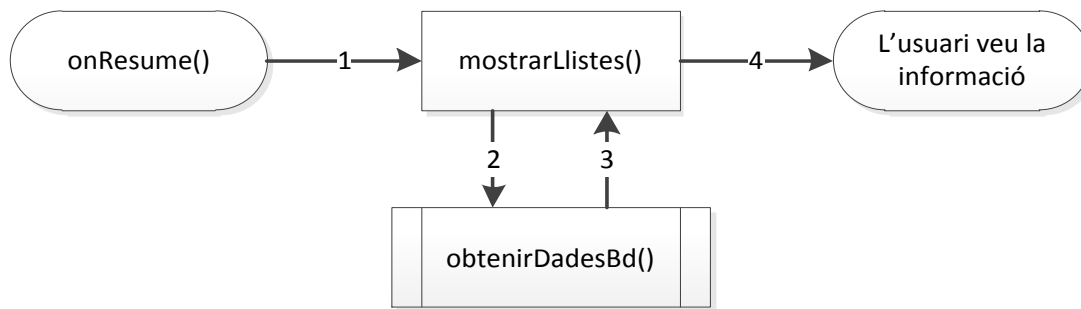 onResume()
1
mostrarLlistes()
4
L’usuari veu la
informació
2
3
obtenirDadesBd()